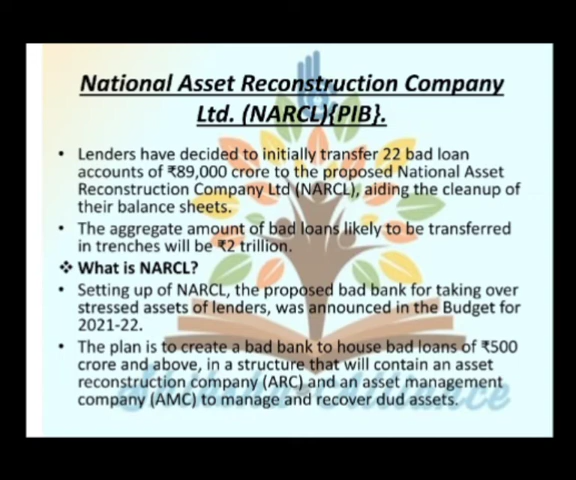 National Asset Reconstruction Company
Ltd. (NARCL){PIB}.
• Lenders have decided to initially transfer 22 bad loan
accounts of ₹89,000 crore to the proposed National Asset
Reconstruction Company Ltd (NARCL), aiding the cleanup of
their balance sheets.
• The aggregate amount of bad loans likely to be transferred
in trenches will be ₹2 trillion.
❖ What is NARCL?
• Setting up of NARCL, the proposed bad bank for taking over
stressed assets of lenders, was announced in the Budget for
2021-22.
• The plan is to create a bad bank to house bad loans of ₹500
crore and above, in a structure that will contain an asset
reconstruction company (ARC) and an asset management
company (AMC) to manage and recover dud assets.